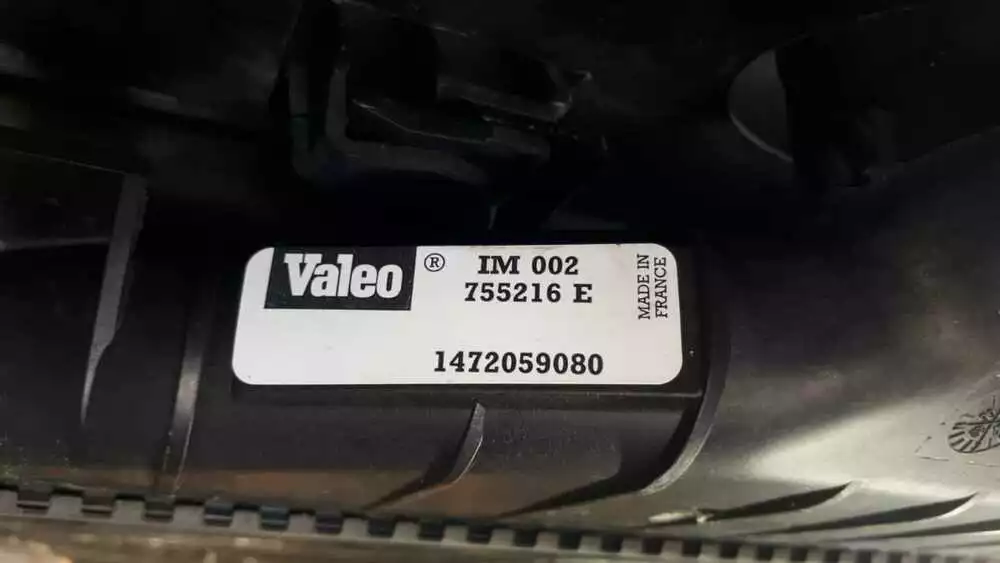 Valeo ® IM 002
755216 E
1472059080
MADE IN
FRANCE